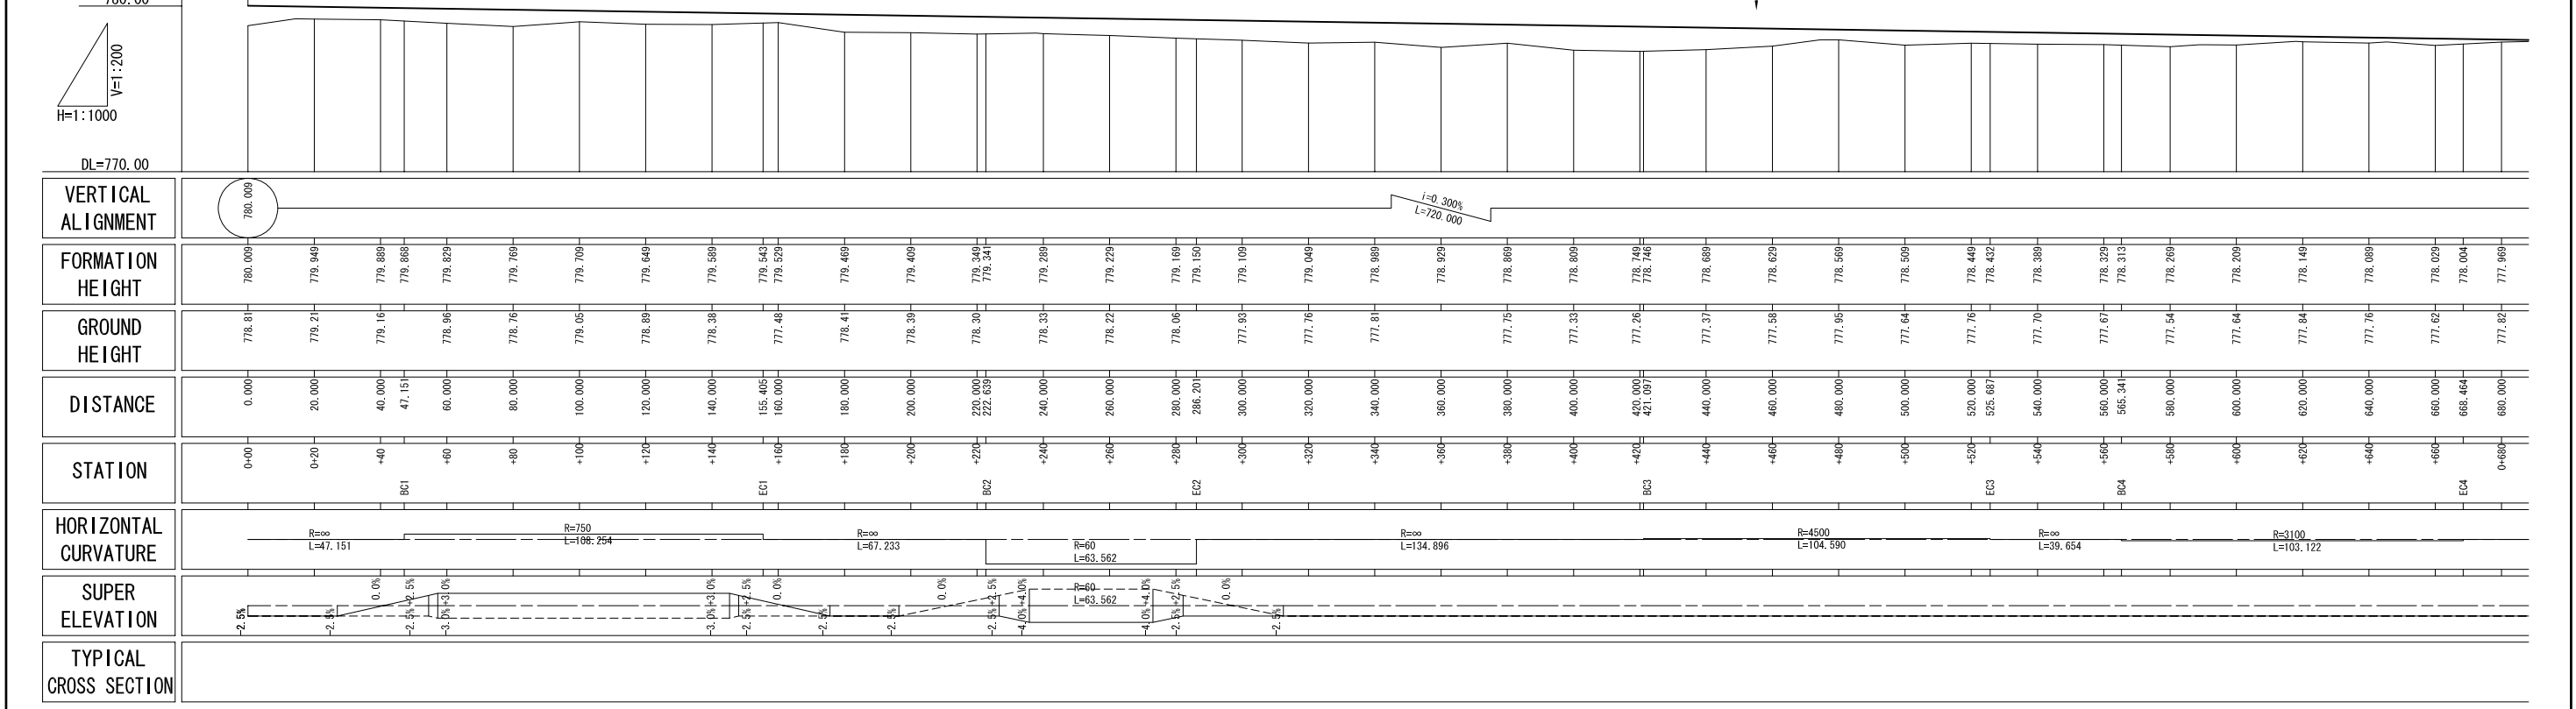 780.00
V=1:200
H=1:1000
DL=770.00
VERTICAL
ALIGNMENT
780.009
i=0.300%
L=720.000
FORMATION
HEIGHT
780.009 779.949 779.889 779.868 779.829 779.769 779.709 779.649 779.589 779.543 779.529 779.469 779.409 779.349 779.341 779.289 779.229 779.169 779.150 779.109 779.049 778.989 778.929 778.869 778.809 778.749 778.746 778.689 778.629 778.569 778.509 778.449 778.432 778.389 778.329 778.313 778.269 778.209 778.149 778.089 778.029 778.004 777.969
GROUND
HEIGHT
778.81 779.21 779.16 778.96 778.76 779.05 778.89 778.38 777.48 778.41 778.39 778.30 778.33 778.22 778.06 777.93 777.76 777.81 777.75 777.33 777.26 777.37 777.58 777.95 777.64 777.76 777.70 777.67 777.54 777.64 777.84 777.76 777.62 777.82
DISTANCE
0.000 20.000 40.000 47.151 60.000 80.000 100.000 120.000 140.000 155.405 160.000 180.000 200.000 220.000 222.639 240.000 260.000 280.000 286.201 300.000 320.000 340.000 360.000 380.000 400.000 420.000 421.097 440.000 460.000 480.000 500.000 520.000 525.687 540.000 560.000 565.341 580.000 600.000 620.000 640.000 660.000 668.464 680.000
STATION
0+00 0+20 +40 +60 +80 +100 +120 +140 +160 +180 +200 +220 +240 +260 +280 +300 +320 +340 +360 +380 +400 +420 +440 +460 +480 +500 +520 +540 +560 +580 +600 +620 +640 +660 0+680
BC1 EC1 BC2 EC2 BC3 EC3 BC4 EC4
HORIZONTAL
CURVATURE
R=∞
L=47.151
R=750
L=108.254
R=∞
L=67.233
R=60
L=63.562
R=∞
L=134.896
R=4500
L=104.590
R=∞
L=39.654
R=3100
L=103.122
SUPER
ELEVATION
0.0% +2.5% +3.0% +3.0% +2.5% 0.0% 0.0% +2.5% +4.0% +4.0% +2.5% 0.0%
R=60
L=63.562
-2.5% -2.5% -2.5% -3.0% -3.0% -2.5% -2.5% -2.5% -2.5% -4.0% -4.0% -2.5% -2.5%
TYPICAL
CROSS SECTION